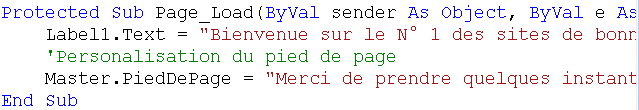 Protected Sub Page_Load(ByVal sender As Object, ByVal e As
Label1.Text = "Bienvenue sur le N° 1 des sites de bonn
'Personalisation du pied de page
Master.PiedDePage = "Merci de prendre quelques instant
End Sub